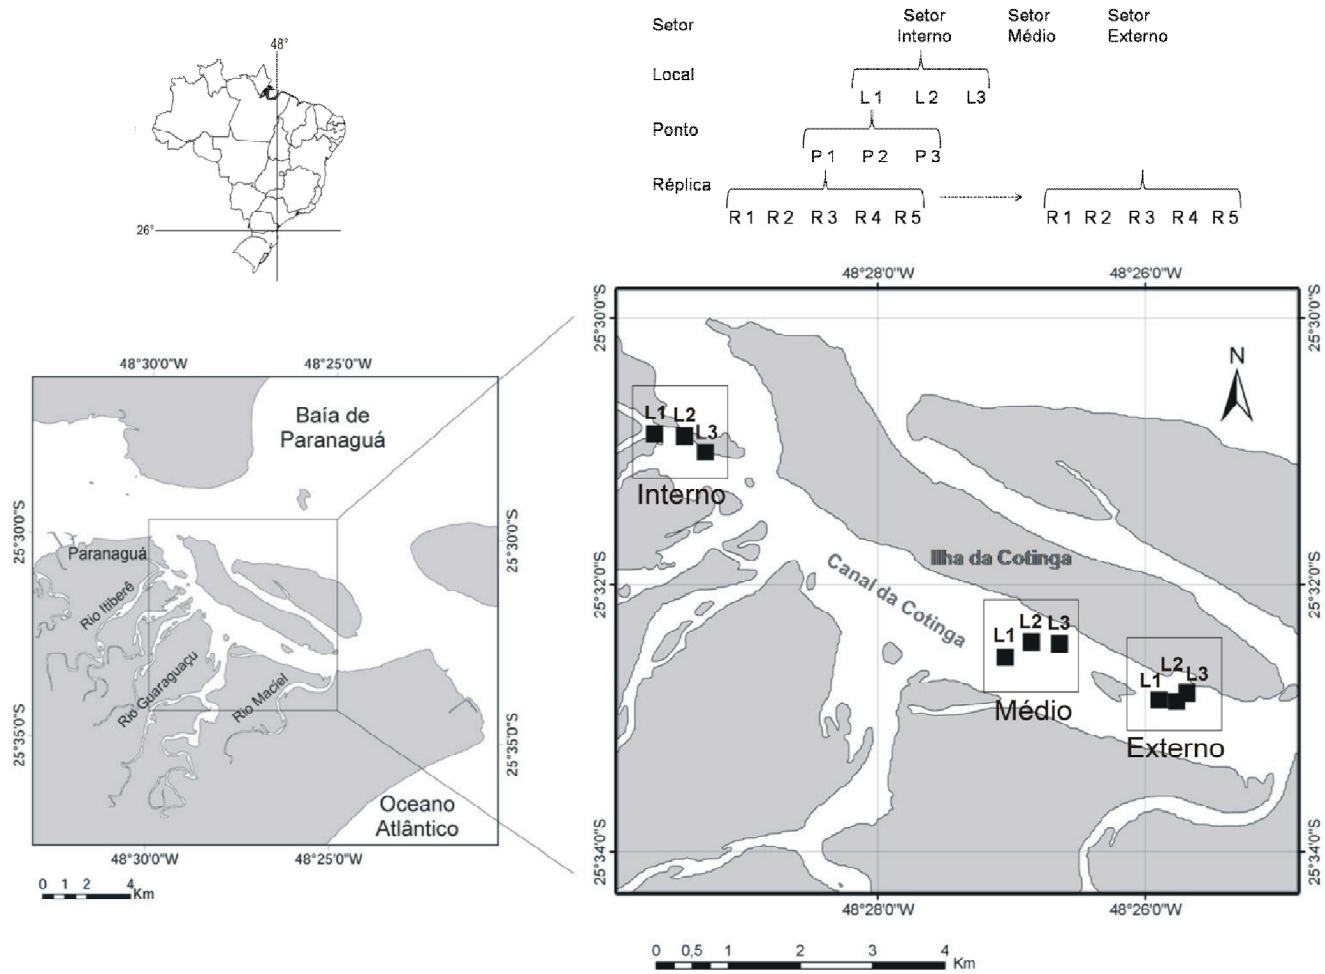 Setor
Setor Interno
Setor Médio
Setor Externo
Local
L 1 L 2 L3
Ponto
P 1 P 2 P 3
Réplica
R 1 R 2 R 3 R 4 R 5
R 1 R 2 R 3 R 4 R 5
48°
26°
48°30'0"W 48°25'0"W
Baía de
Paranaguá
25°30'0"S
25°30'0"S
Paranaguá
Rio Itiberê
Rio Guaraguaçu
Rio Maciel
25°35'0"S
25°35'0"S
Oceano
Atlântico
48°30'0"W 48°25'0"W
0 1 2 4
Km
48°28'0"W 48°26'0"W
25°30'0"S
25°30'0"S
N
L1 L2 L3
Interno
Ilha da Cotinga
Canal da Cotinga
25°32'0"S
25°32'0"S
L1 L2 L3
Médio
L1 L2 L3
Externo
25°34'0"S
25°34'0"S
48°28'0"W 48°26'0"W
0 0,5 1 2 3 4
Km